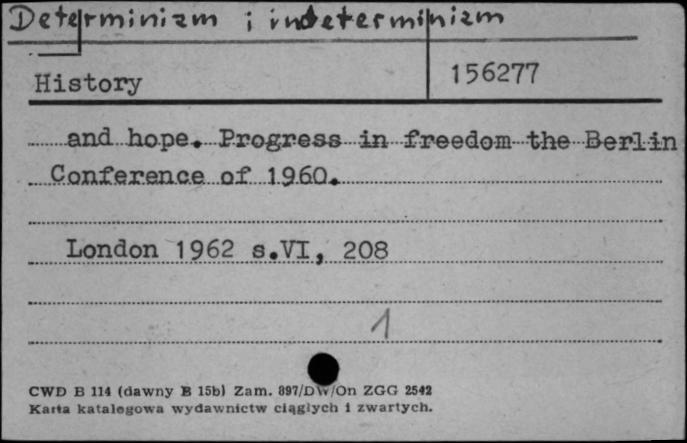 Determinizm i indeterminizm
History 156277
and hope. Progress in freedom the Berlin
Conference of 1960.
London 1962 s.VI, 208
1
CWD B 114 (dawny B 15b) Zam. 897/DW/On ZGG 2542
Karta katalogowa wydawnictw ciągłych i zwartych.